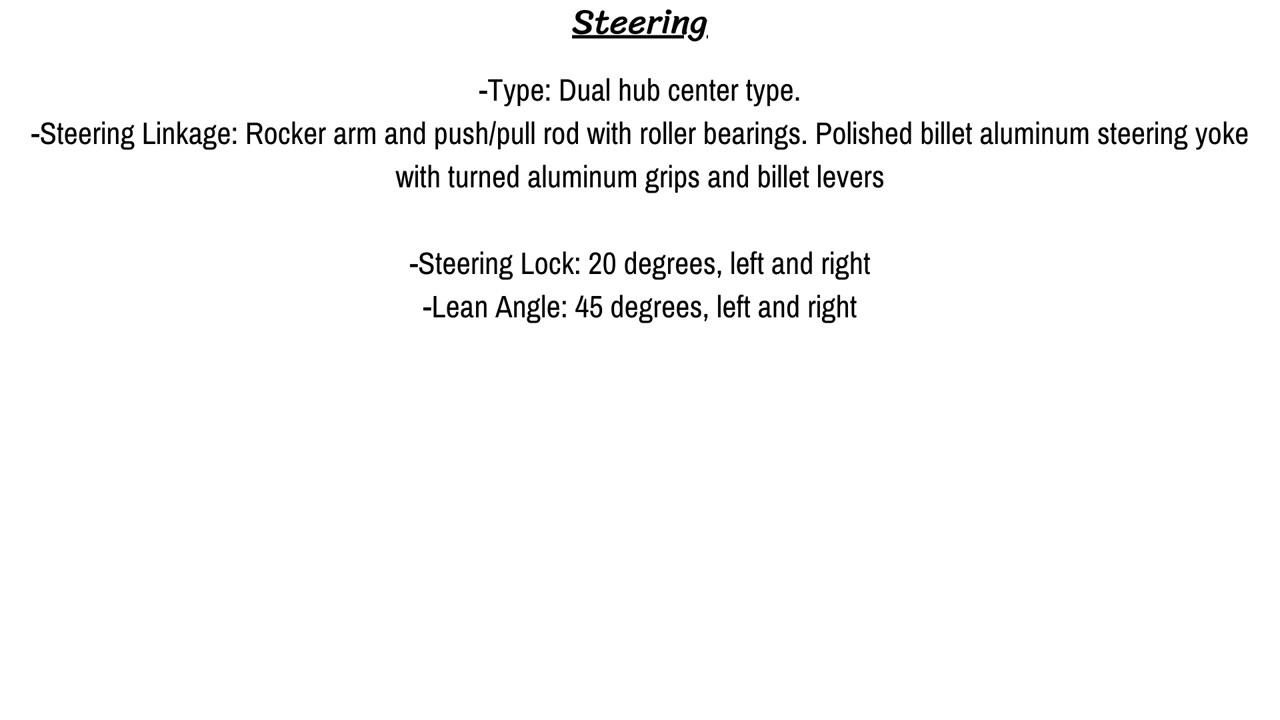 Steering
-Type: Dual hub center type.
-Steering Linkage: Rocker arm and push/pull rod with roller bearings. Polished billet aluminum steering yoke
with turned aluminum grips and billet levers
-Steering Lock: 20 degrees, left and right
-Lean Angle: 45 degrees, left and right